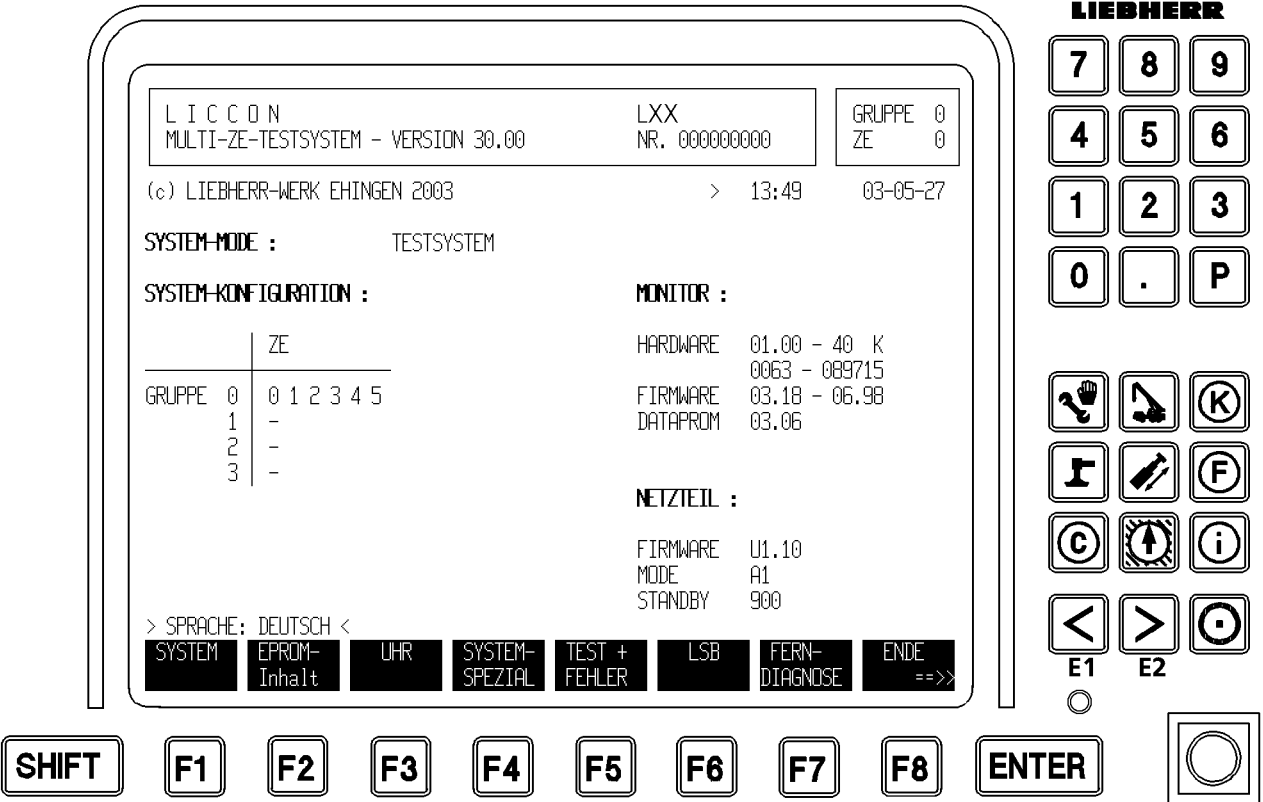 LIEBHERR
L I C C O N LXX GRUPPE 0
MULTI-ZE-TESTSYSTEM - VERSION 30.00 NR. 000000000 ZE 0
(c) LIEBHERR-WERK EHINGEN 2003 > 13:49 03-05-27
SYSTEM-MODE : TESTSYSTEM
SYSTEM-KONFIGURATION : MONITOR :
ZE HARDWARE 01.00 - 40 K
0063 - 089715
GRUPPE 0 0 1 2 3 4 5 FIRMWARE 03.18 - 06.98
1 - DATAPROM 03.06
2 -
3 -
NETZTEIL :
FIRMWARE U1.10
MODE A1
STANDBY 900
> SPRACHE: DEUTSCH <
SYSTEM EPROM- UHR SYSTEM- TEST + LSB FERN- ENDE
Inhalt SPEZIAL FEHLER DIAGNOSE ==>>
7 8 9
4 5 6
1 2 3
0 . P
K
F
C i
< >
E1 E2
SHIFT F1 F2 F3 F4 F5 F6 F7 F8 ENTER